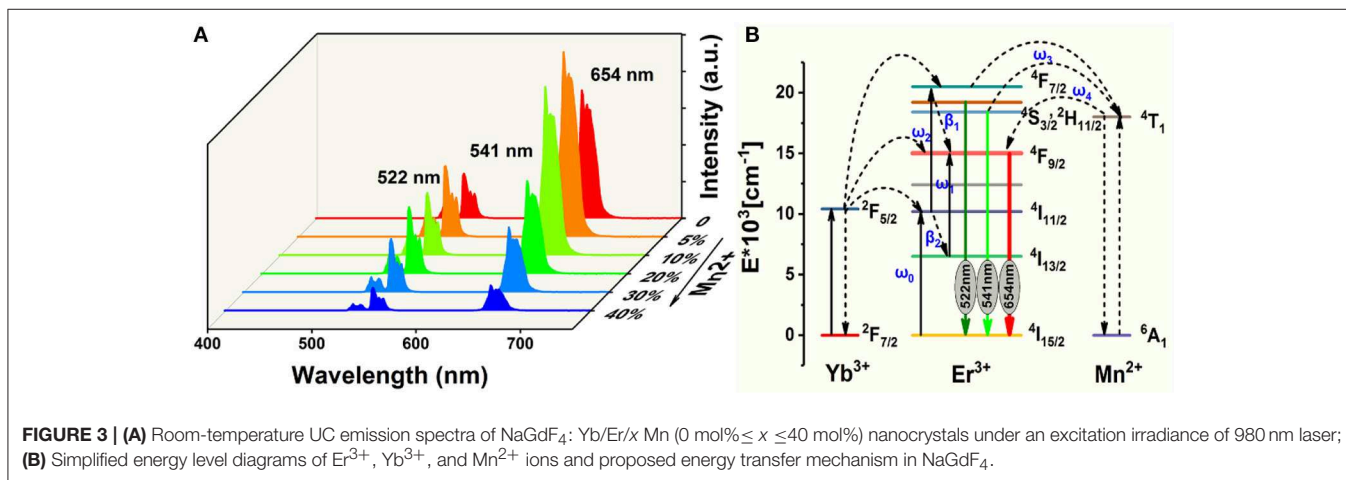 A
654 nm
541 nm
522 nm
Intensity (a.u.)
0
5%
10%
20%
30%
40%
Mn2+
400
500
600
700
400
500
600
700
Wavelength (nm)
B
E*10³[cm⁻¹]
20
15
10
5
0
²F₅/₂
²F₇/₂
Yb³⁺
ω₀
ω₁
ω₂
ω₃
ω₄
β₁
β₂
⁴F₇/₂
⁴S₃/₂,²H₁₁/₂
⁴F₉/₂
⁴I₁₁/₂
⁴I₁₃/₂
⁴I₁₅/₂
522nm
541nm
654nm
Er³⁺
⁴T₁
⁶A₁
Mn²⁺
FIGURE 3 | (A) Room-temperature UC emission spectra of NaGdF₄: Yb/Er/x Mn (0 mol%≤ x ≤40 mol%) nanocrystals under an excitation irradiance of 980 nm laser;
(B) Simplified energy level diagrams of Er³⁺, Yb³⁺, and Mn²⁺ ions and proposed energy transfer mechanism in NaGdF₄.